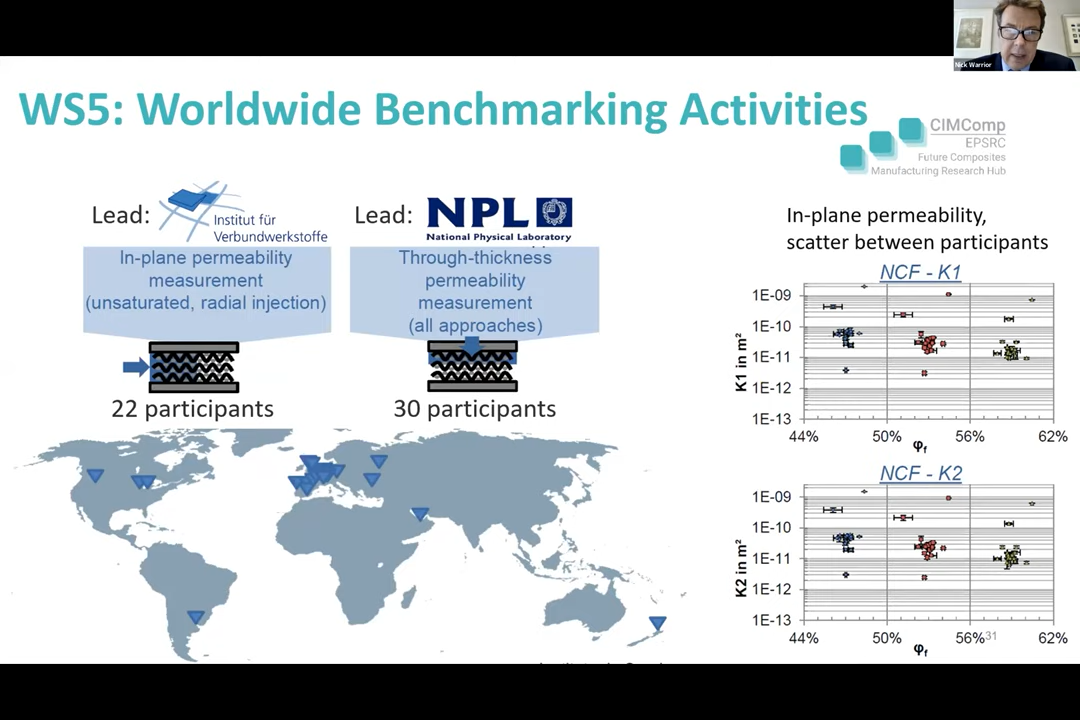 Nick Warrior
WS5: Worldwide Benchmarking Activities
CIMComp
EPSRC
Future Composites
Manufacturing Research Hub
Lead:
Institut für
Verbundwerkstoffe
In-plane permeability
measurement
(unsaturated, radial injection)
22 participants
Lead:
NPL
National Physical Laboratory
Through-thickness
permeability
measurement
(all approaches)
30 participants
In-plane permeability,
scatter between participants
NCF - K1
K1 in m²
1E-09
1E-10
1E-11
1E-12
1E-13
44% 50% 56% 62%
φf
NCF - K2
K2 in m²
1E-09
1E-10
1E-11
1E-12
1E-13
44% 50% 56% 62%
φf
31